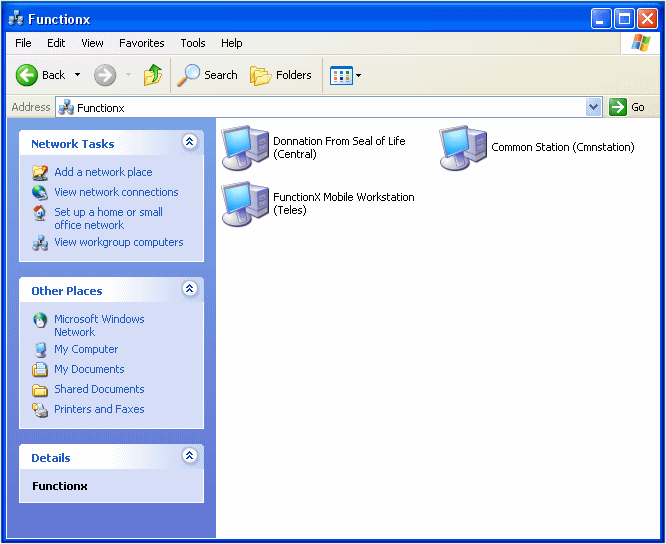 Functionx
File Edit View Favorites Tools Help
Back Search Folders
Address Functionx Go
Network Tasks
Add a network place
View network connections
Set up a home or small
office network
View workgroup computers
Other Places
Microsoft Windows
Network
My Computer
My Documents
Shared Documents
Printers and Faxes
Details
Functionx
Donnation From Seal of Life
(Central)
Common Station (Cmnstation)
FunctionX Mobile Workstation
(Teles)